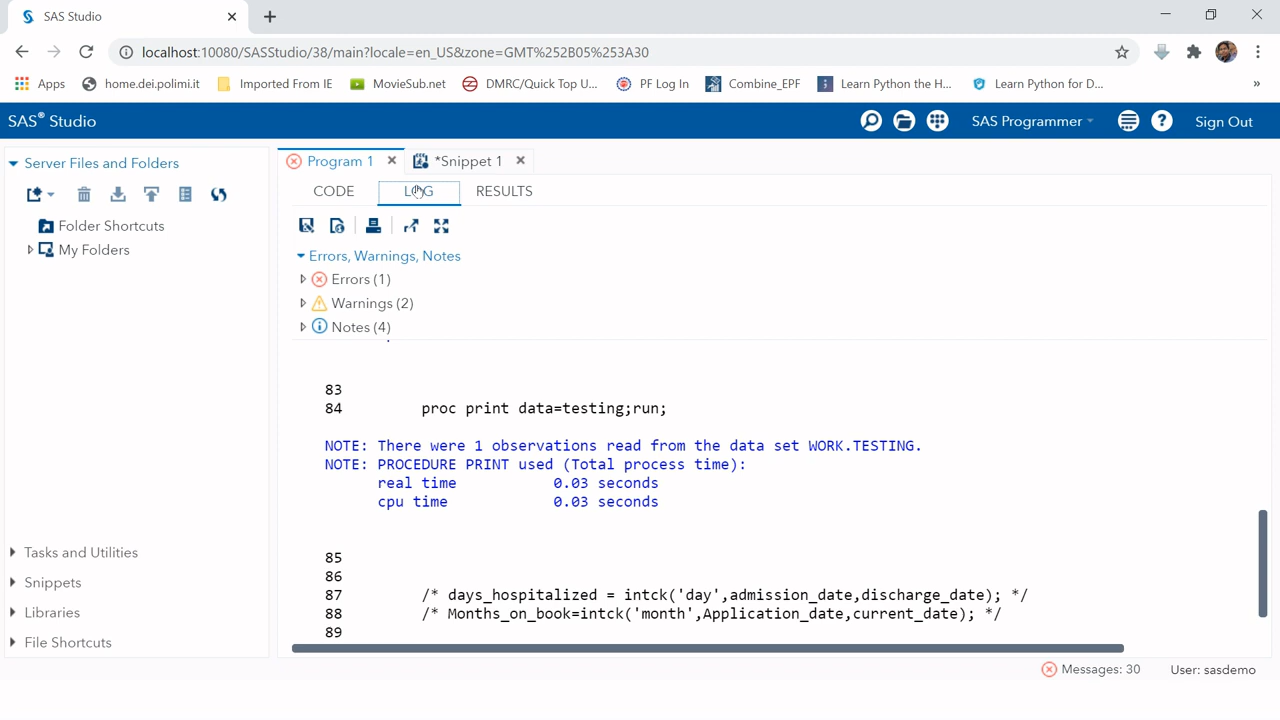 SAS Studio
localhost:10080/SASStudio/38/main?locale=en_US&zone=GMT%252B05%253A30
Apps home.dei.polimi.it Imported From IE MovieSub.net DMRC/Quick Top U... PF Log In Combine_EPF Learn Python the H... Learn Python for D... »
SAS® Studio SAS Programmer Sign Out
Server Files and Folders
Program 1 *Snippet 1
CODE LOG RESULTS
Folder Shortcuts
My Folders
Errors, Warnings, Notes
Errors (1)
Warnings (2)
Notes (4)
83
84 proc print data=testing;run;
NOTE: There were 1 observations read from the data set WORK.TESTING.
NOTE: PROCEDURE PRINT used (Total process time):
real time 0.03 seconds
cpu time 0.03 seconds
85
86
87 /* days_hospitalized = intck('day',admission_date,discharge_date); */
88 /* Months_on_book=intck('month',Application_date,current_date); */
89
Tasks and Utilities
Snippets
Libraries
File Shortcuts
Messages: 30 User: sasdemo